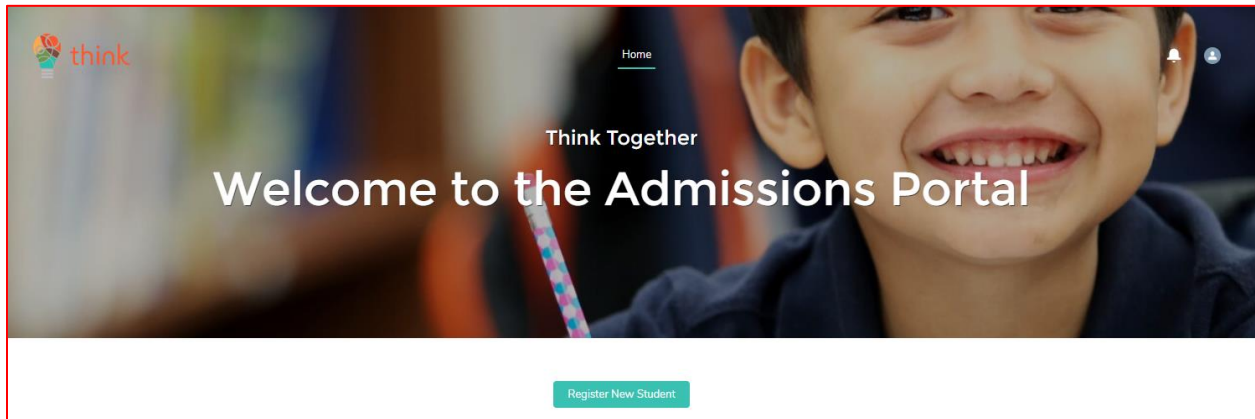 think
Home
Think Together
Welcome to the Admissions Portal
Register New Student